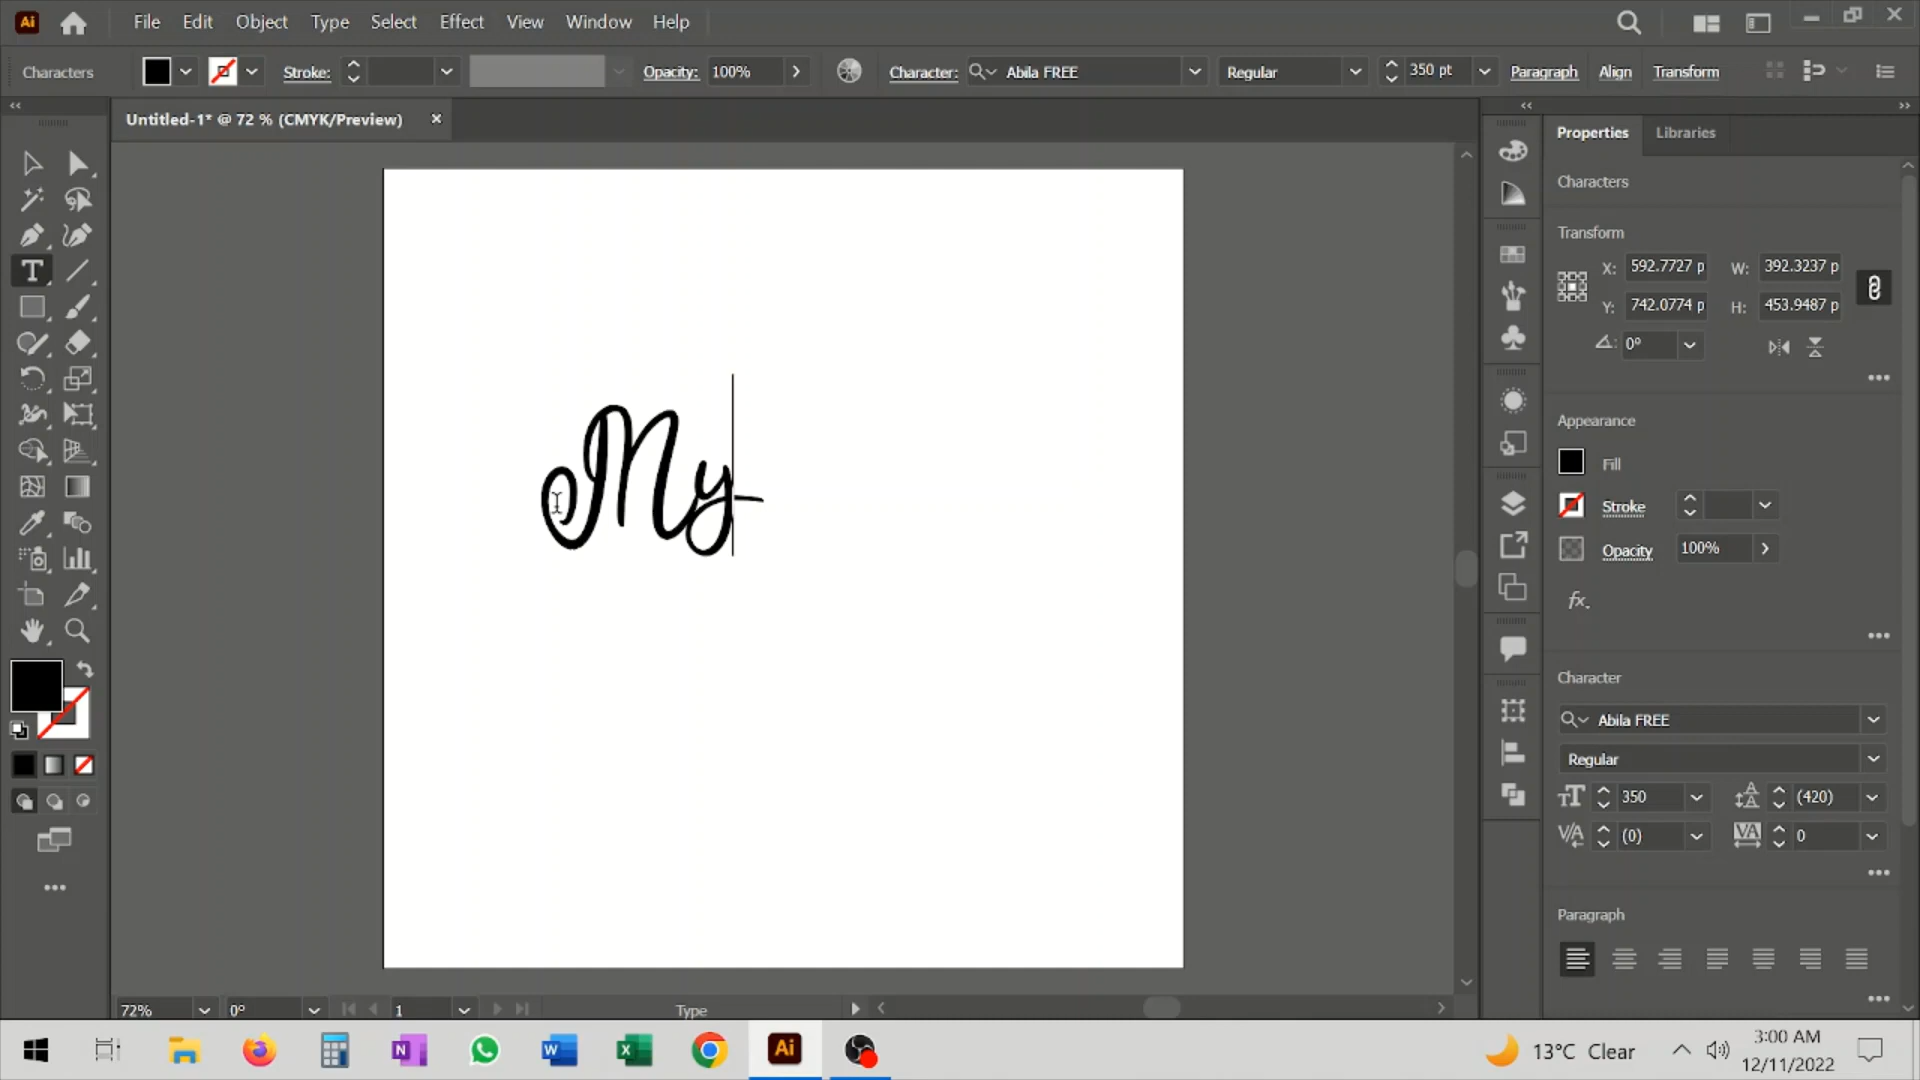 Ai File Edit Object Type Select Effect View Window Help
Characters Stroke: Opacity: 100% Character: Abila FREE Regular 350 pt Paragraph Align Transform
Untitled-1* @ 72 % (CMYK/Preview)
Properties Libraries
Characters
Transform
X: 592.7727 p W: 392.3237 p
Y: 742.0774 p H: 453.9487 p
0°
Appearance
Fill
Stroke
Opacity 100%
fx.
Character
Abila FREE
Regular
350 (420)
(0) 0
Paragraph
My
72% 0° 1 Type
N W X Ai 13°C Clear
3:00 AM
12/11/2022